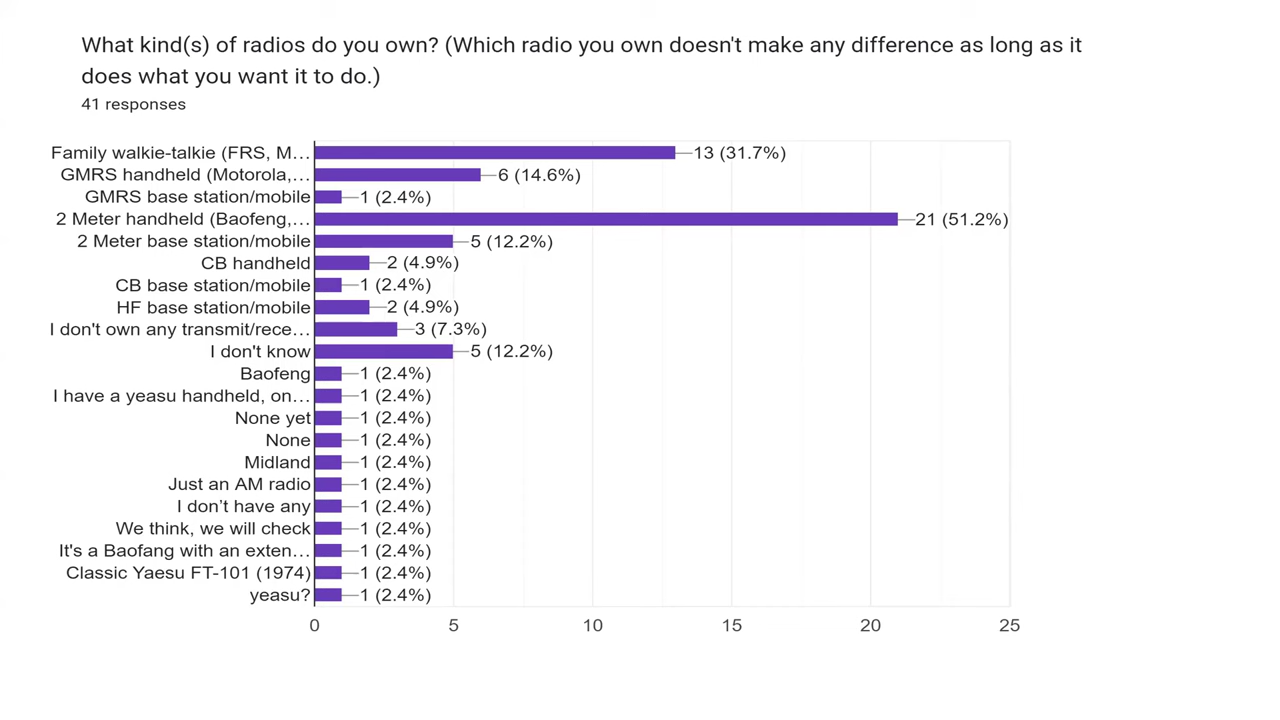 What kind(s) of radios do you own? (Which radio you own doesn't make any difference as long as it
does what you want it to do.)
41 responses
Family walkie-talkie (FRS, M… 13 (31.7%)
GMRS handheld (Motorola,… 6 (14.6%)
GMRS base station/mobile 1 (2.4%)
2 Meter handheld (Baofeng,… 21 (51.2%)
2 Meter base station/mobile 5 (12.2%)
CB handheld 2 (4.9%)
CB base station/mobile 1 (2.4%)
HF base station/mobile 2 (4.9%)
I don't own any transmit/rece… 3 (7.3%)
I don't know 5 (12.2%)
Baofeng 1 (2.4%)
I have a yeasu handheld, on… 1 (2.4%)
None yet 1 (2.4%)
None 1 (2.4%)
Midland 1 (2.4%)
Just an AM radio 1 (2.4%)
I don’t have any 1 (2.4%)
We think, we will check 1 (2.4%)
It's a Baofang with an exten… 1 (2.4%)
Classic Yaesu FT-101 (1974) 1 (2.4%)
yeasu? 1 (2.4%)
0 5 10 15 20 25